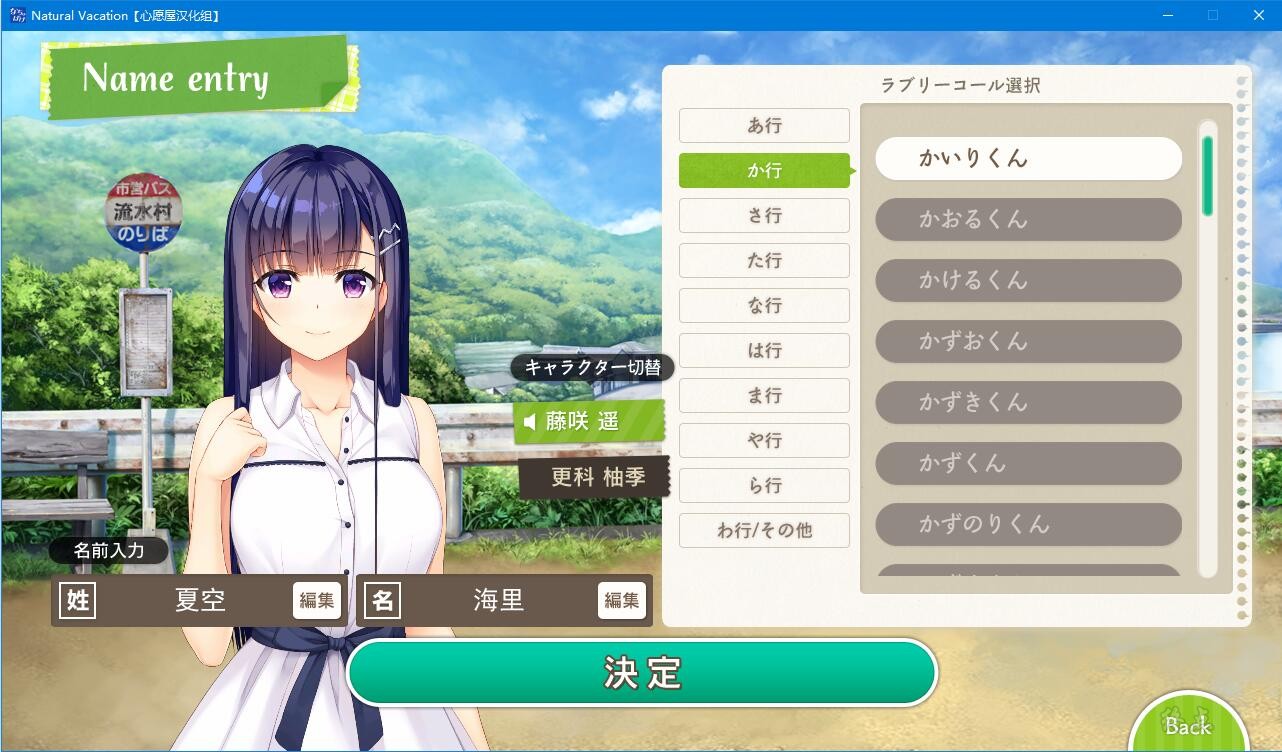 Natural Vacation【心愿屋汉化组】
Name entry
市営バス
流水村
のりば
キャラクター切替
藤咲 遥
更科 柚季
名前入力
姓 夏空 編集
名 海里 編集
ラブリーコール選択
あ行
か行
さ行
た行
な行
は行
ま行
や行
ら行
わ行/その他
かいりくん
かおるくん
かけるくん
かずおくん
かずきくん
かずくん
かずのりくん
決定
Back